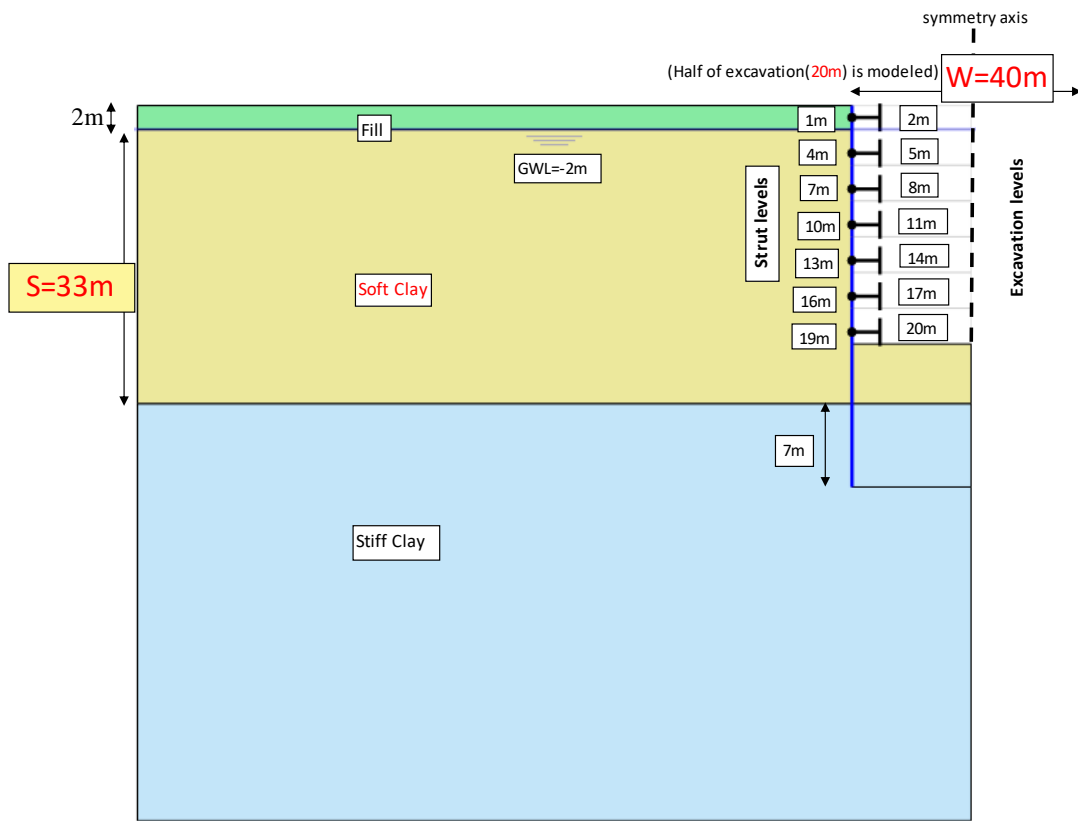 symmetry axis
(Half of excavation(20m) is modeled)
W=40m
2m
Fill
1m
2m
GWL=-2m
4m
5m
Strut levels
7m
8m
Excavation levels
10m
11m
S=33m
Soft Clay
13m
14m
16m
17m
19m
20m
7m
Stiff Clay